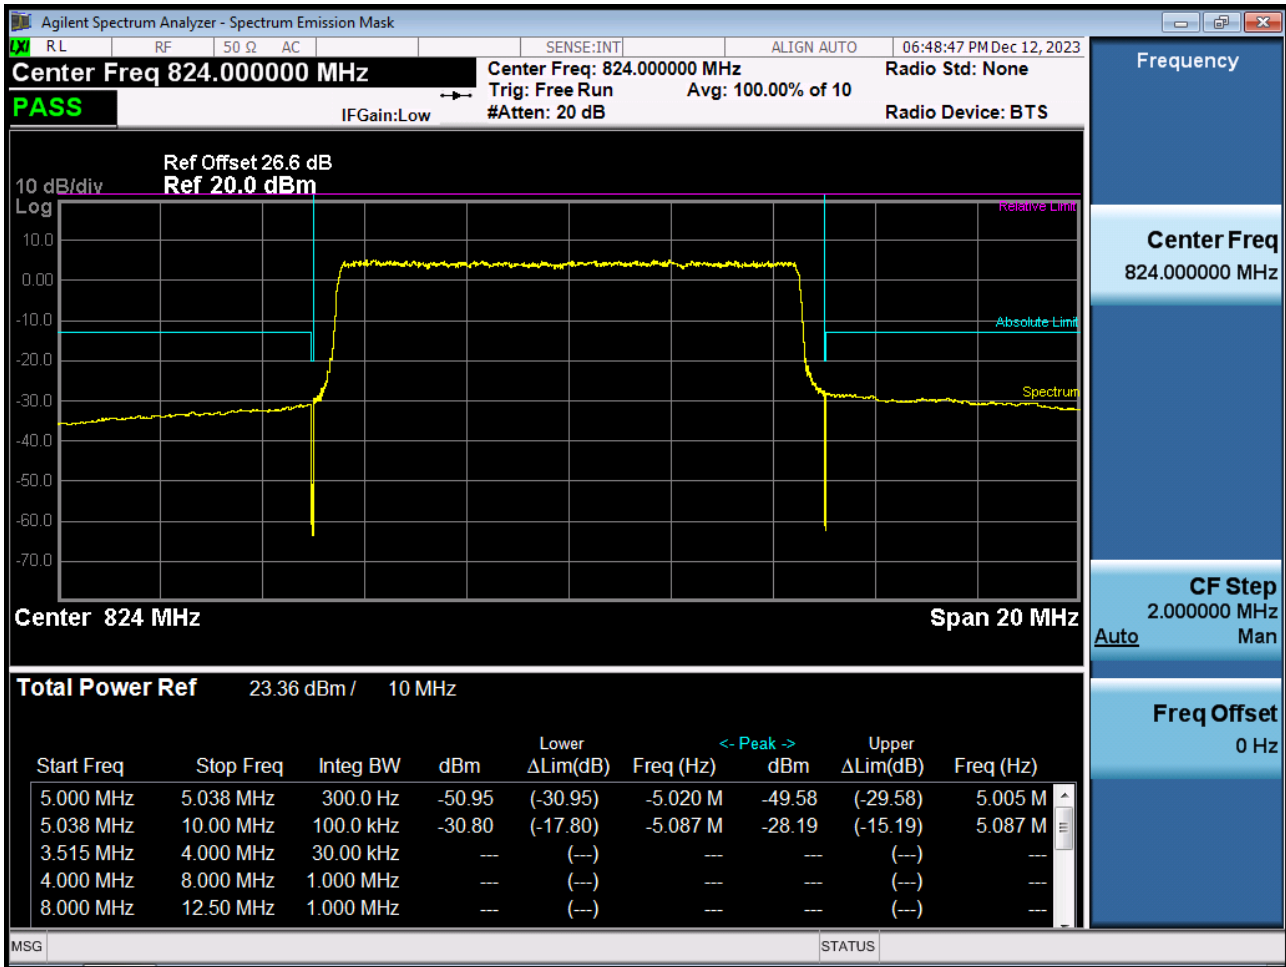 Agilent Spectrum Analyzer - Spectrum Emission Mask
LXI RL RF 50 Ω AC SENSE:INT ALIGN AUTO 06:48:47 PM Dec 12, 2023
Center Freq 824.000000 MHz Center Freq: 824.000000 MHz Radio Std: None
Trig: Free Run Avg: 100.00% of 10
PASS IFGain:Low #Atten: 20 dB Radio Device: BTS
Ref Offset 26.6 dB
10 dB/div Ref 20.0 dBm
Log
Relative Limit
10.0
0.00
-10.0
Absolute Limit
-20.0
-30.0
Spectrum
-40.0
-50.0
-60.0
-70.0
Center 824 MHz Span 20 MHz
Total Power Ref 23.36 dBm / 10 MHz
Lower <- Peak -> Upper
Start Freq Stop Freq Integ BW dBm ΔLim(dB) Freq (Hz) dBm ΔLim(dB) Freq (Hz)
5.000 MHz 5.038 MHz 300.0 Hz -50.95 (-30.95) -5.020 M -49.58 (-29.58) 5.005 M
5.038 MHz 10.00 MHz 100.0 kHz -30.80 (-17.80) -5.087 M -28.19 (-15.19) 5.087 M
3.515 MHz 4.000 MHz 30.00 kHz --- (---) --- --- (---) ---
4.000 MHz 8.000 MHz 1.000 MHz --- (---) --- --- (---) ---
8.000 MHz 12.50 MHz 1.000 MHz --- (---) --- --- (---) ---
MSG STATUS
Frequency
Center Freq
824.000000 MHz
CF Step
2.000000 MHz
Auto Man
Freq Offset
0 Hz